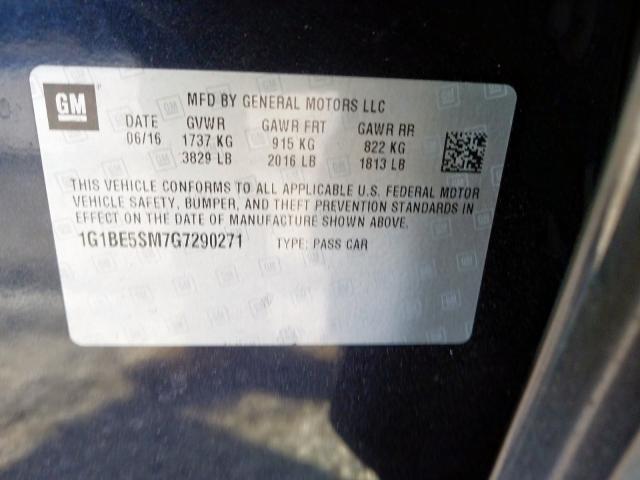 GM
MFD BY GENERAL MOTORS LLC
DATE GVWR GAWR FRT GAWR RR
06/16 1737 KG 915 KG 822 KG
3829 LB 2016 LB 1813 LB
THIS VEHICLE CONFORMS TO ALL APPLICABLE U.S. FEDERAL MOTOR
VEHICLE SAFETY, BUMPER, AND THEFT PREVENTION STANDARDS IN
EFFECT ON THE DATE OF MANUFACTURE SHOWN ABOVE.
1G1BE5SM7G7290271 TYPE: PASS CAR